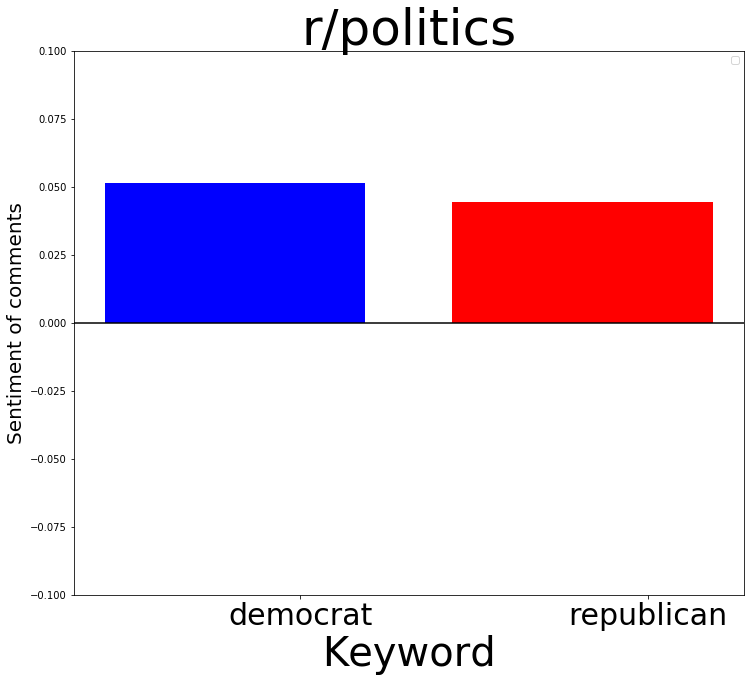 r/politics
0.100
0.075
0.050
0.025
0.000
−0.025
−0.050
−0.075
−0.100
Sentiment of comments
democrat republican
Keyword